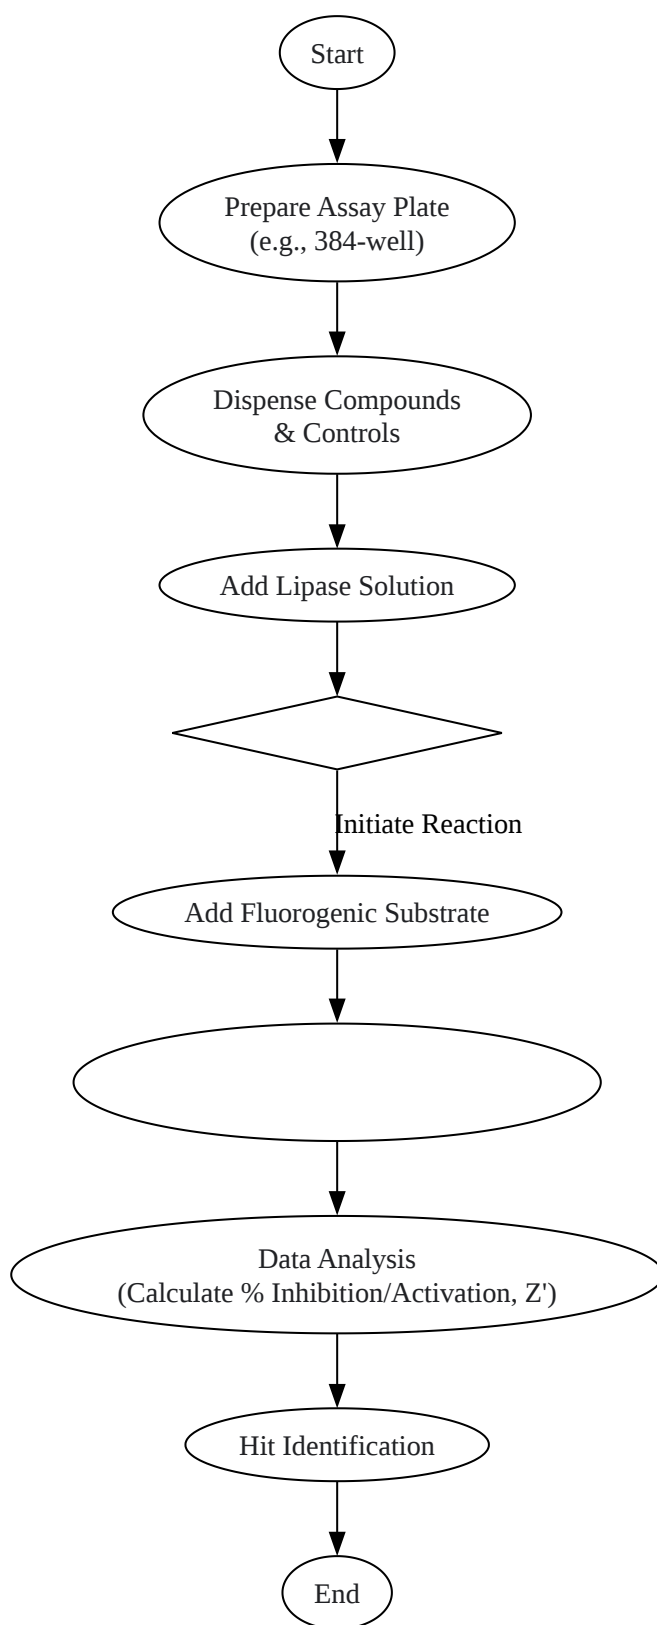 Start
Prepare Assay Plate
(e.g., 384-well)
Dispense Compounds
& Controls
Add Lipase Solution
Initiate Reaction
Add Fluorogenic Substrate
Data Analysis
(Calculate % Inhibition/Activation, Z')
Hit Identification
End